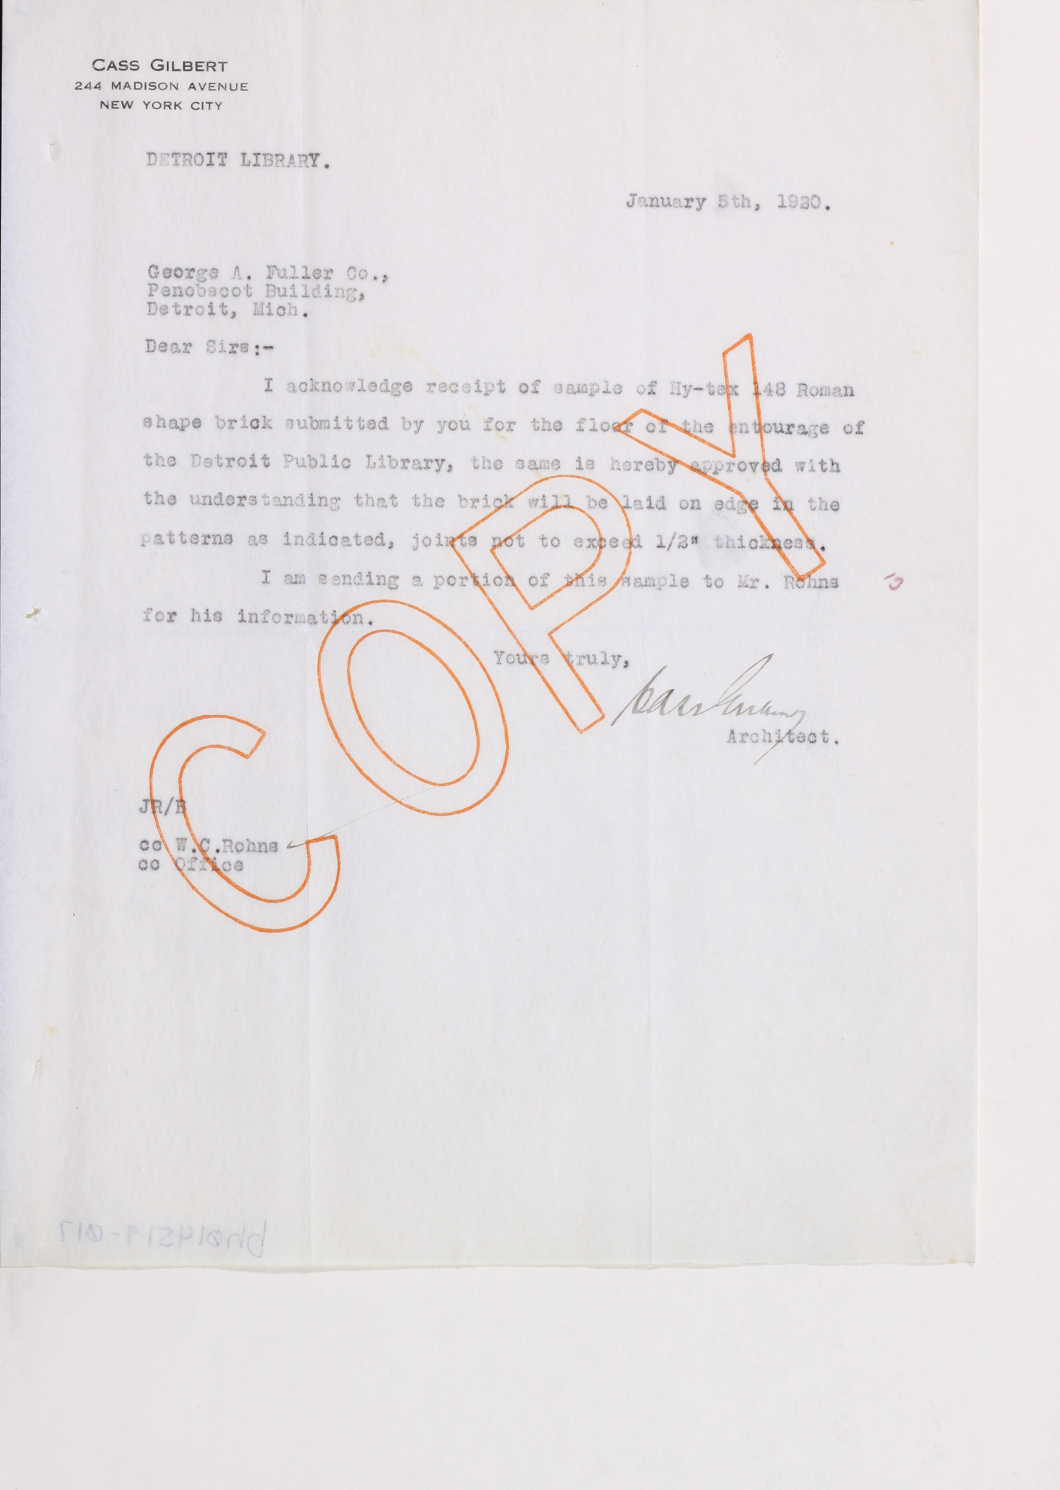 CASS GILBERT
244 MADISON AVENUE
NEW YORK CITY
DETROIT LIBRARY.
January 5th, 1920.
George A. Fuller Co.,
Penobscot Building,
Detroit, Mich.
Dear Sirs:-
I acknowledge receipt of sample of Hy-tex 148 Roman
shape brick submitted by you for the floor of the entourage of
the Detroit Public Library, the same is hereby approved with
the understanding that the brick will be laid on edge in the
patterns as indicated, joints not to exceed 1/2" thickness.
I am sending a portion of this sample to Mr. Rohns
for his information.
Yours truly,
Cass Gilbert
Architect.
COPY
JR/B
cc W.C.Rohns
cc Office
bh014519-017